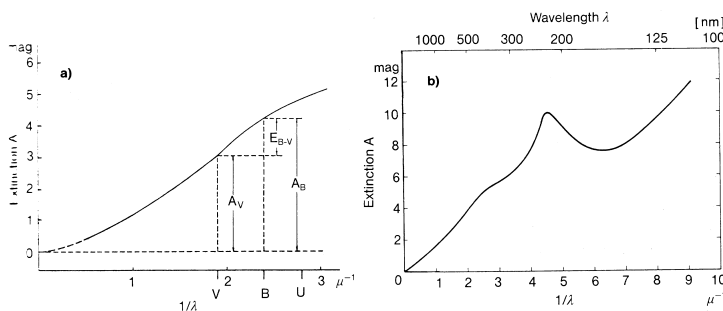 mag
6
a)
5
4
3
2
1
0
E_B-V
A_V
A_B
1 2 3 μ⁻¹
V B U
1/λ
Wavelength λ [nm]
1000 500 300 200 125 100
mag
12
b)
10
8
6
4
2
Extinction A
0 1 2 3 4 5 6 7 8 9 10
1/λ μ⁻¹